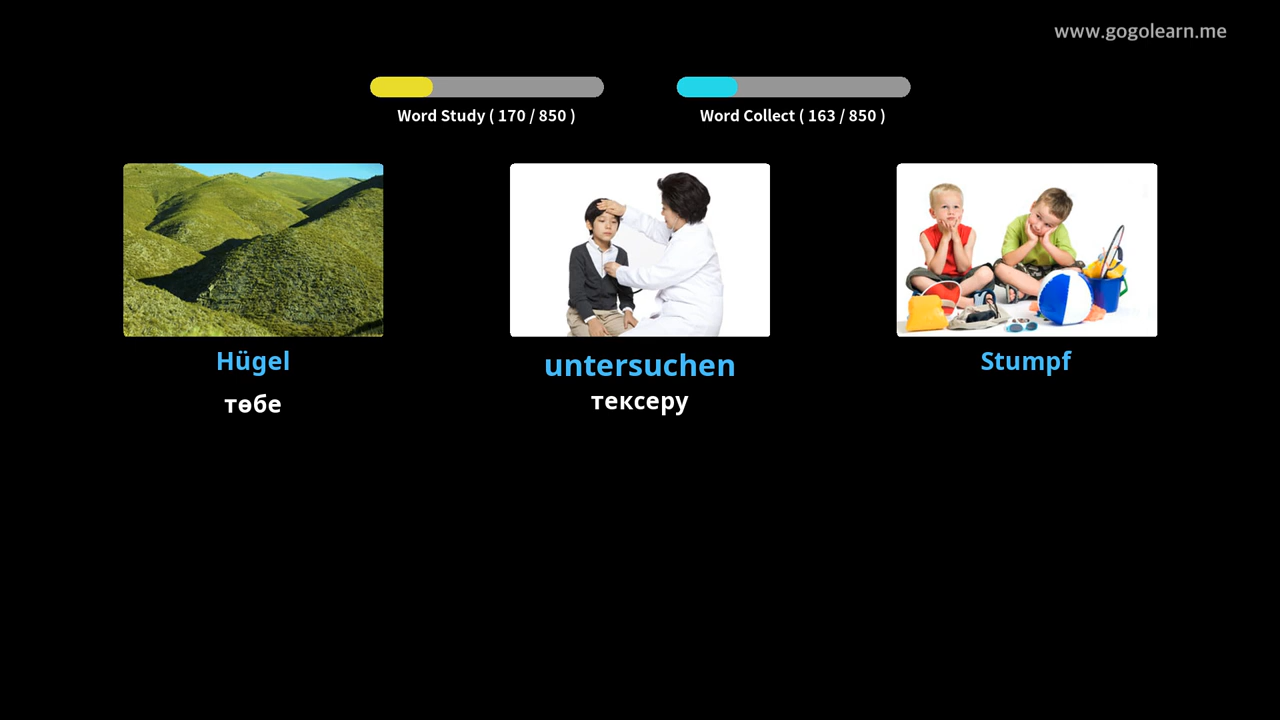 www.gogolearn.me
Word Study ( 170 / 850 )
Word Collect ( 163 / 850 )
Hügel
төбе
untersuchen
тексеру
Stumpf